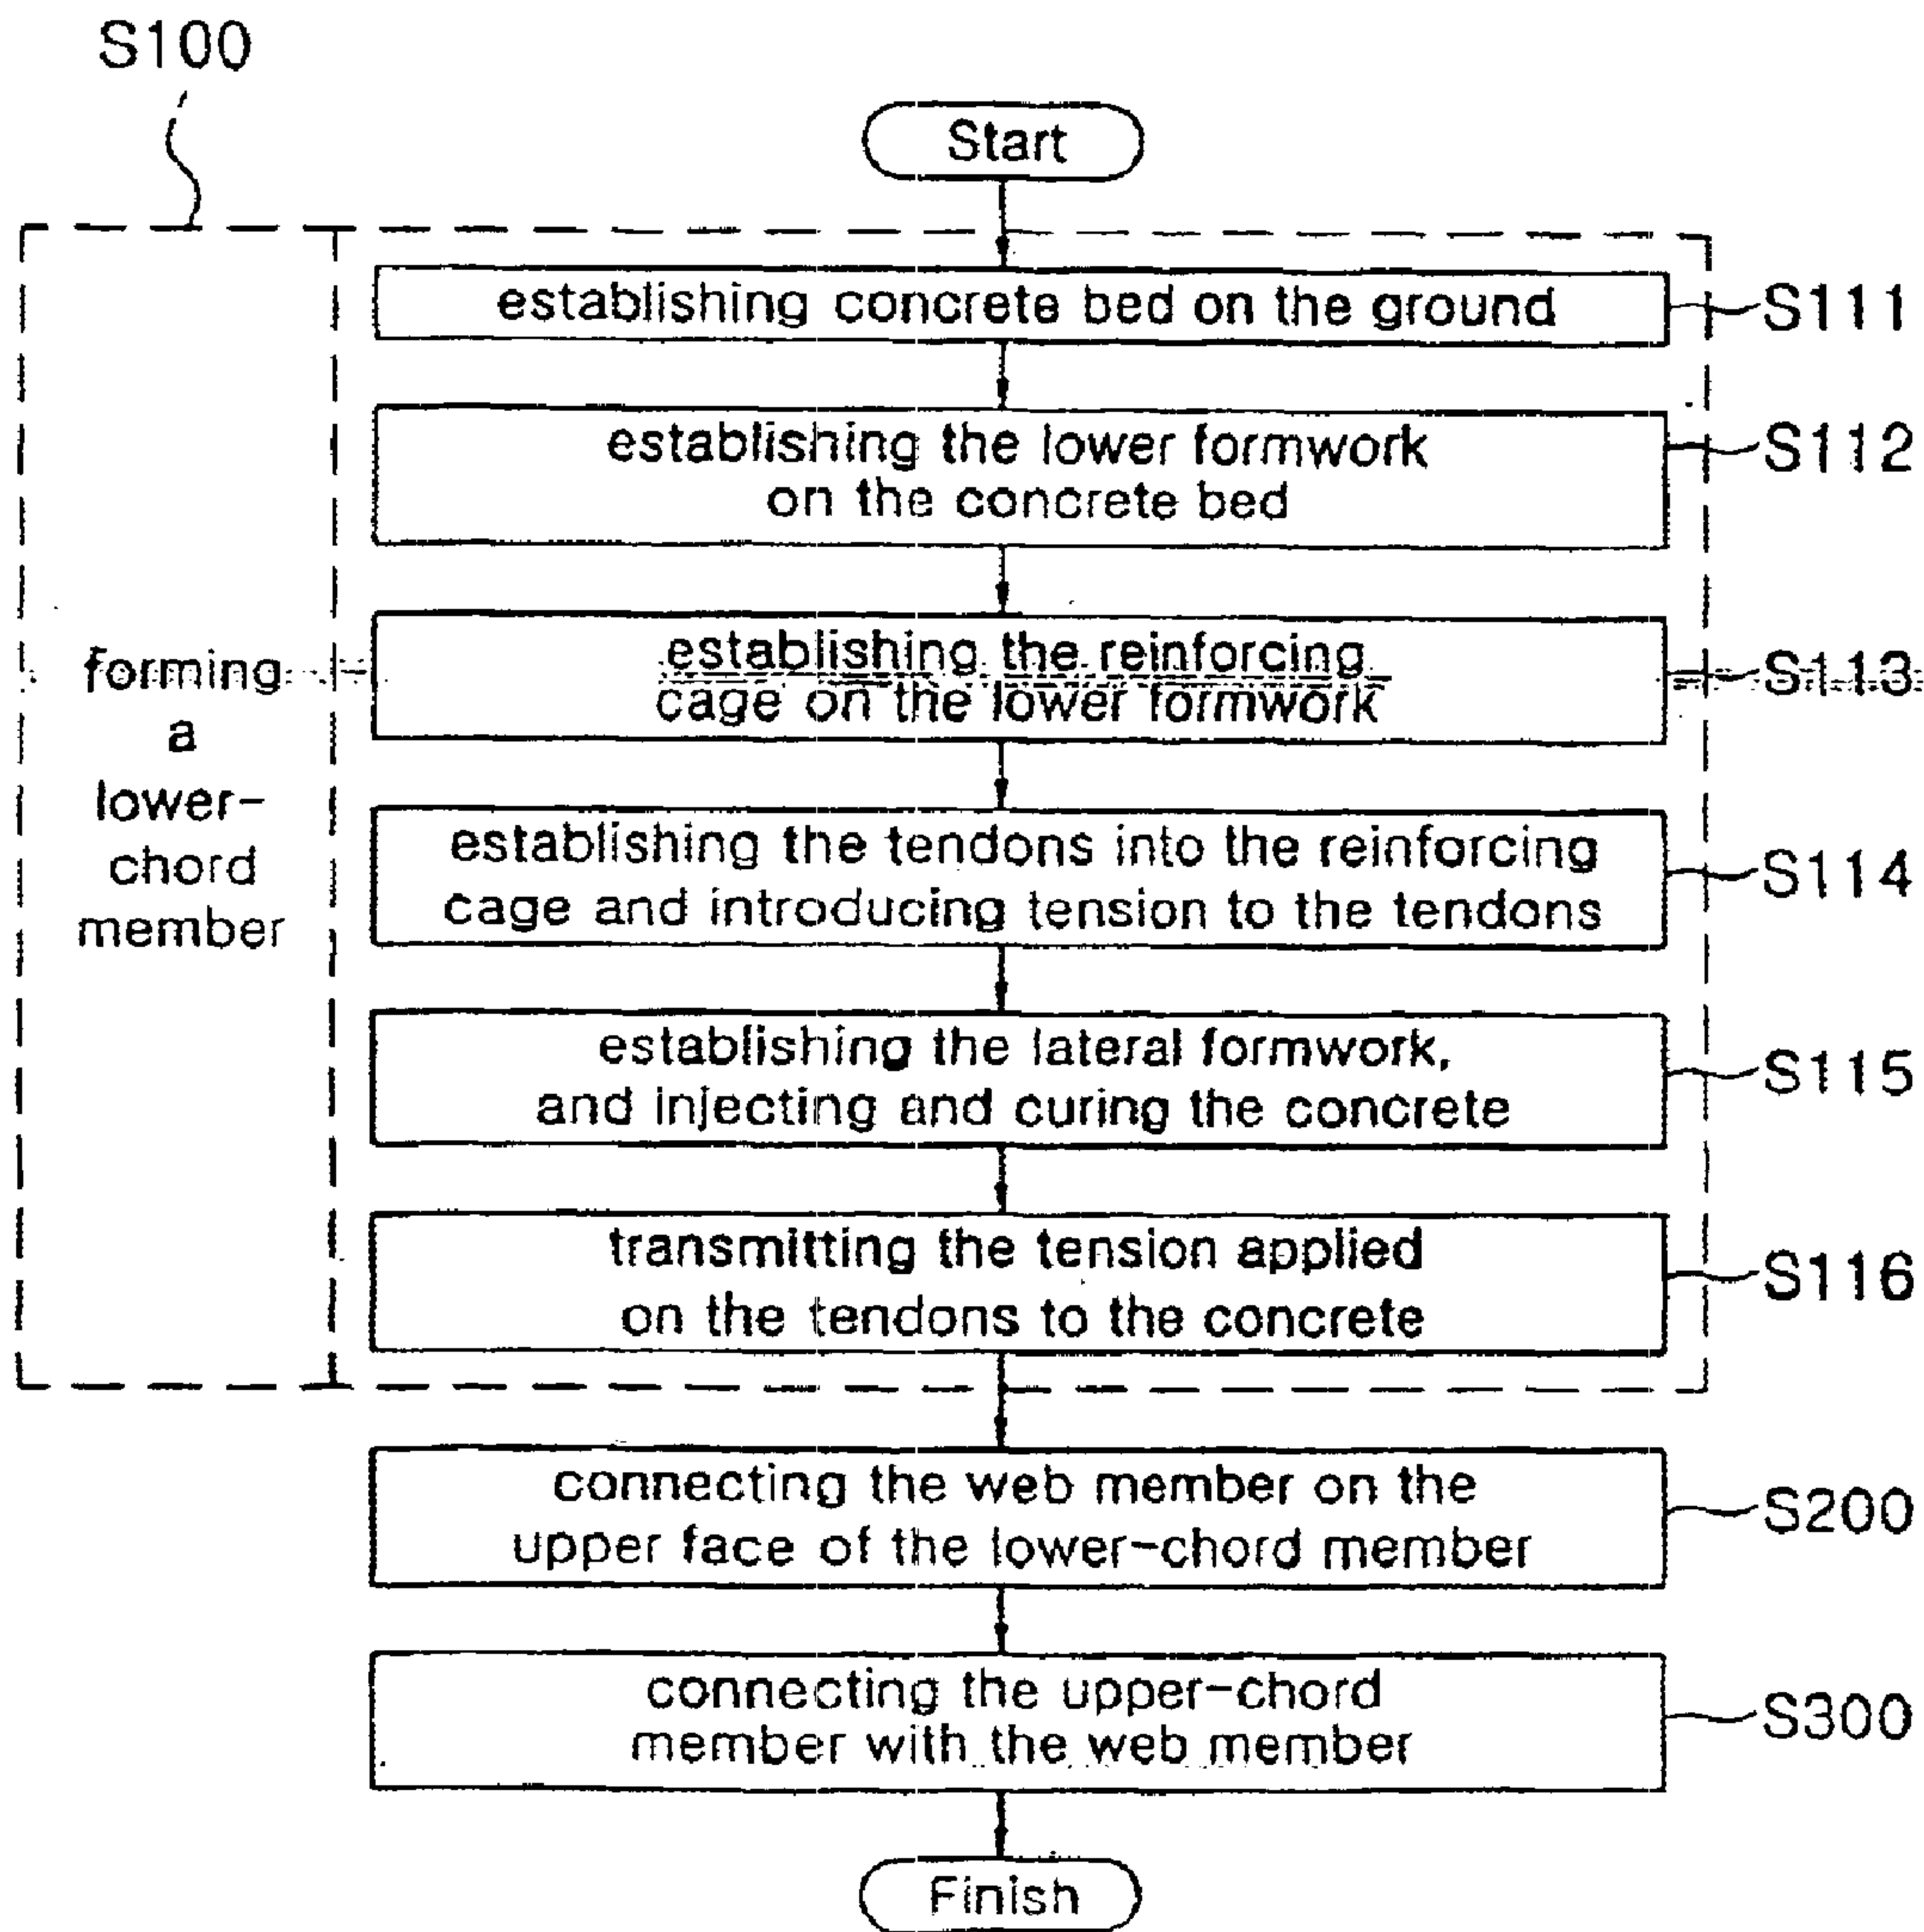 S100
Start
establishing concrete bed on the ground
S111
establishing the lower formwork
on the concrete bed
S112
forming
a
lower-
chord
member
establishing the reinforcing
cage on the lower formwork
S113
establishing the tendons into the reinforcing
cage and introducing tension to the tendons
S114
establishing the lateral formwork,
and injecting and curing the concrete
S115
transmitting the tension applied
on the tendons to the concrete
S116
connecting the web member on the
upper face of the lower-chord member
S200
connecting the upper-chord
member with the web member
S300
Finish